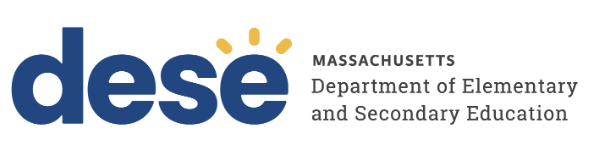 dese
MASSACHUSETTS
Department of Elementary
and Secondary Education